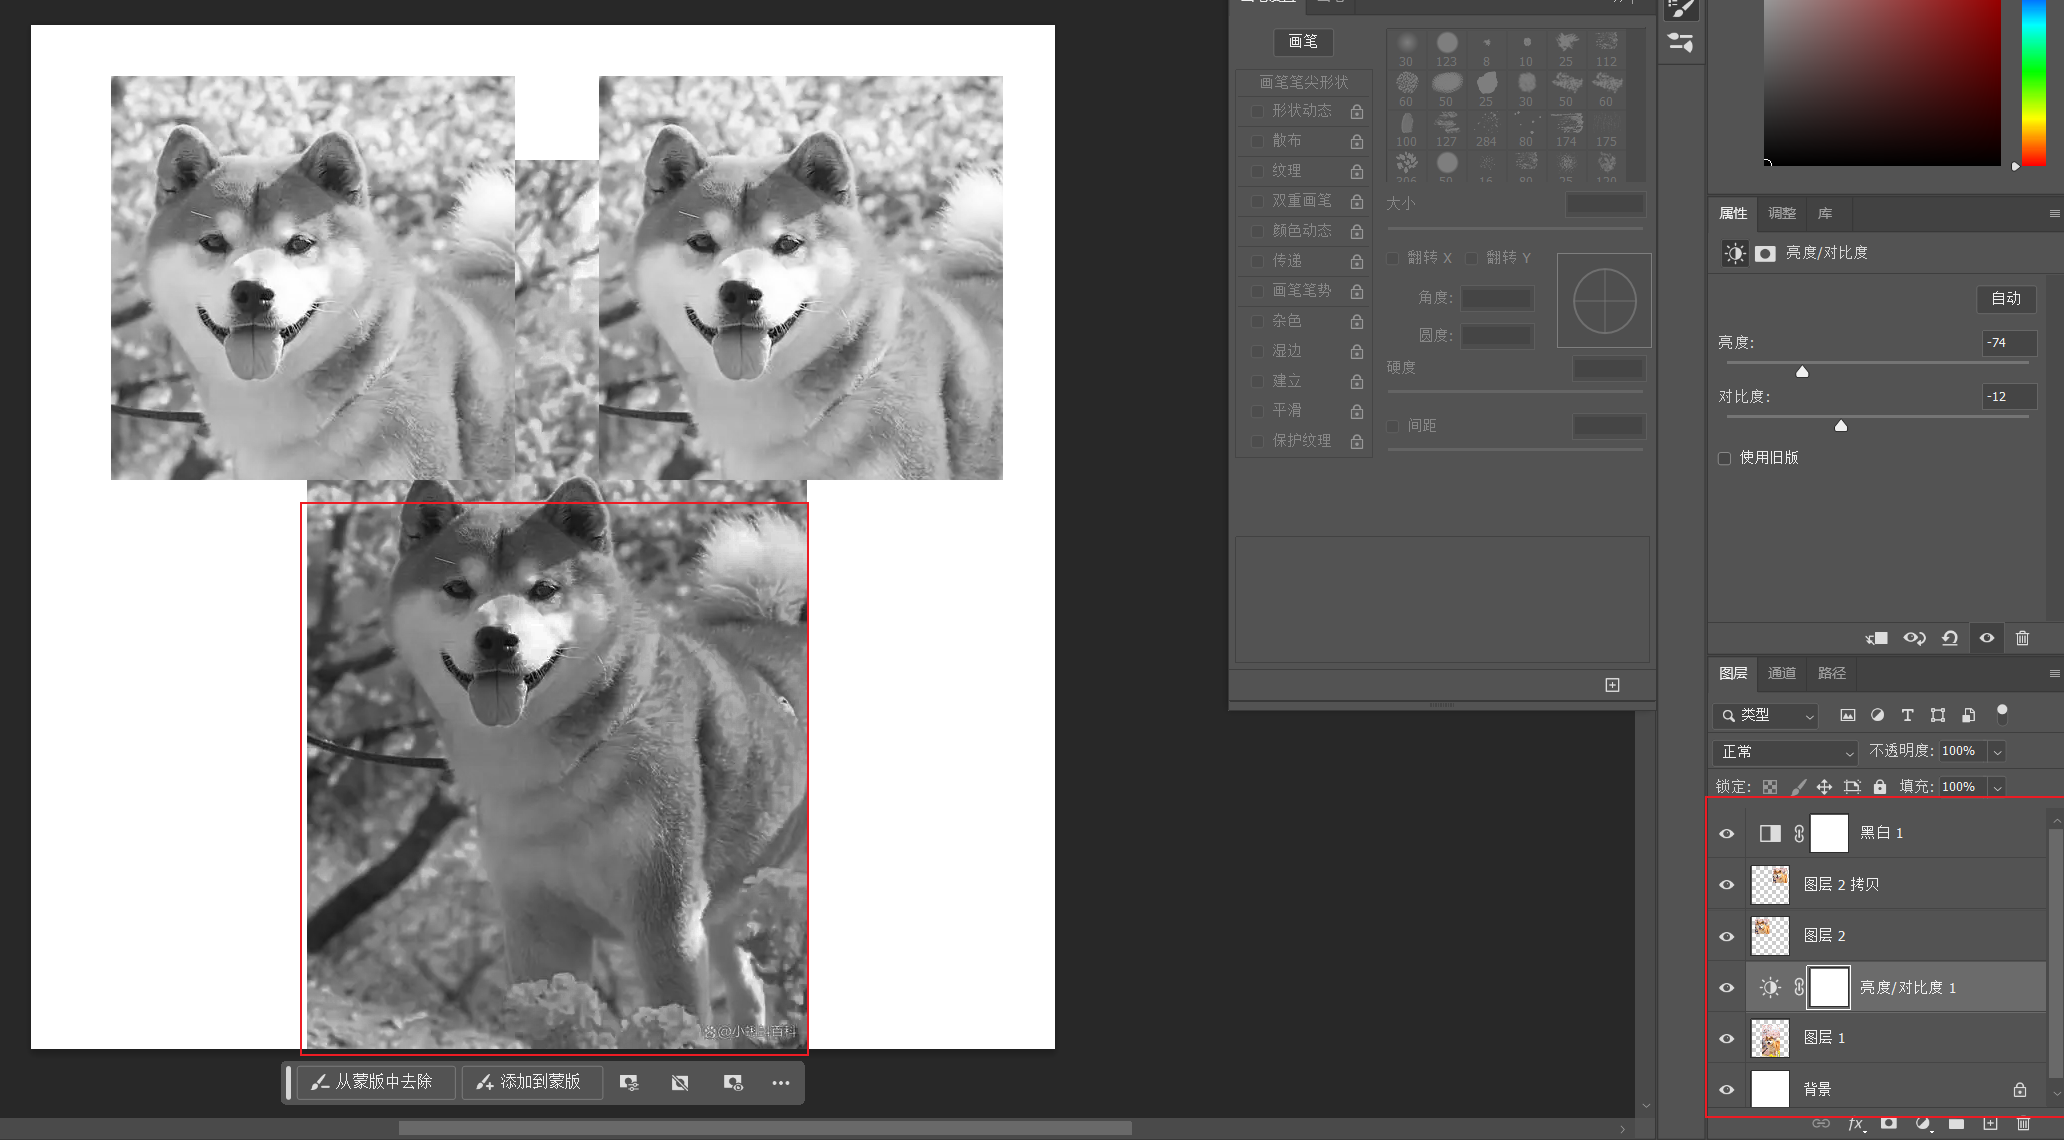 画笔
画笔笔尖形状
形状动态
散布
纹理
双重画笔
颜色动态
传递
画笔笔势
杂色
湿边
建立
平滑
保护纹理
30 123 8 10 25 112
60 50 25 30 50 60
100 127 284 80 174 175
306 50 16 80 25 120
大小
翻转 X 翻转 Y
角度:
圆度:
硬度
间距
属性 调整 库
亮度/对比度
自动
亮度: -74
对比度: -12
使用旧版
图层 通道 路径
类型
正常 不透明度: 100%
锁定: 填充: 100%
黑白 1
图层 2 拷贝
图层 2
亮度/对比度 1
图层 1
背景
fx
从蒙版中去除 添加到蒙版